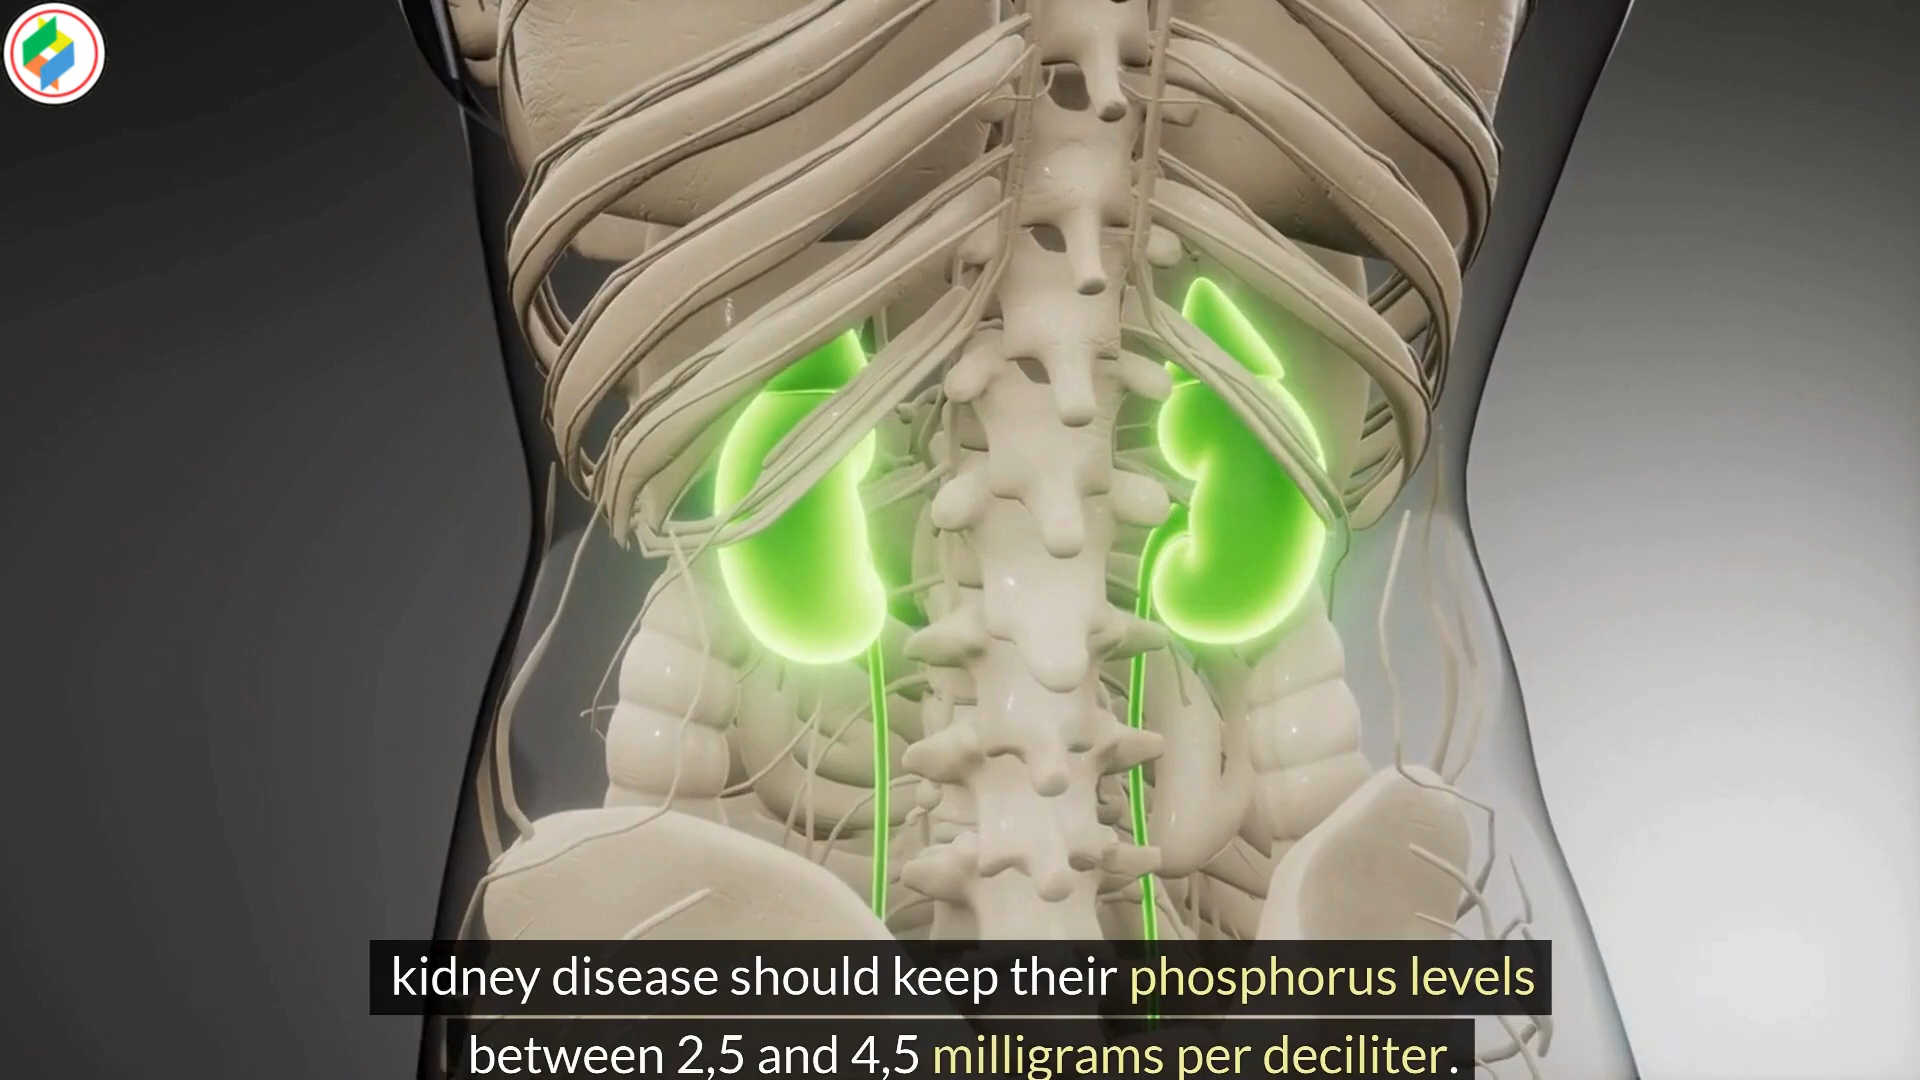 kidney disease should keep their phosphorus levels
between 2,5 and 4,5 milligrams per deciliter.